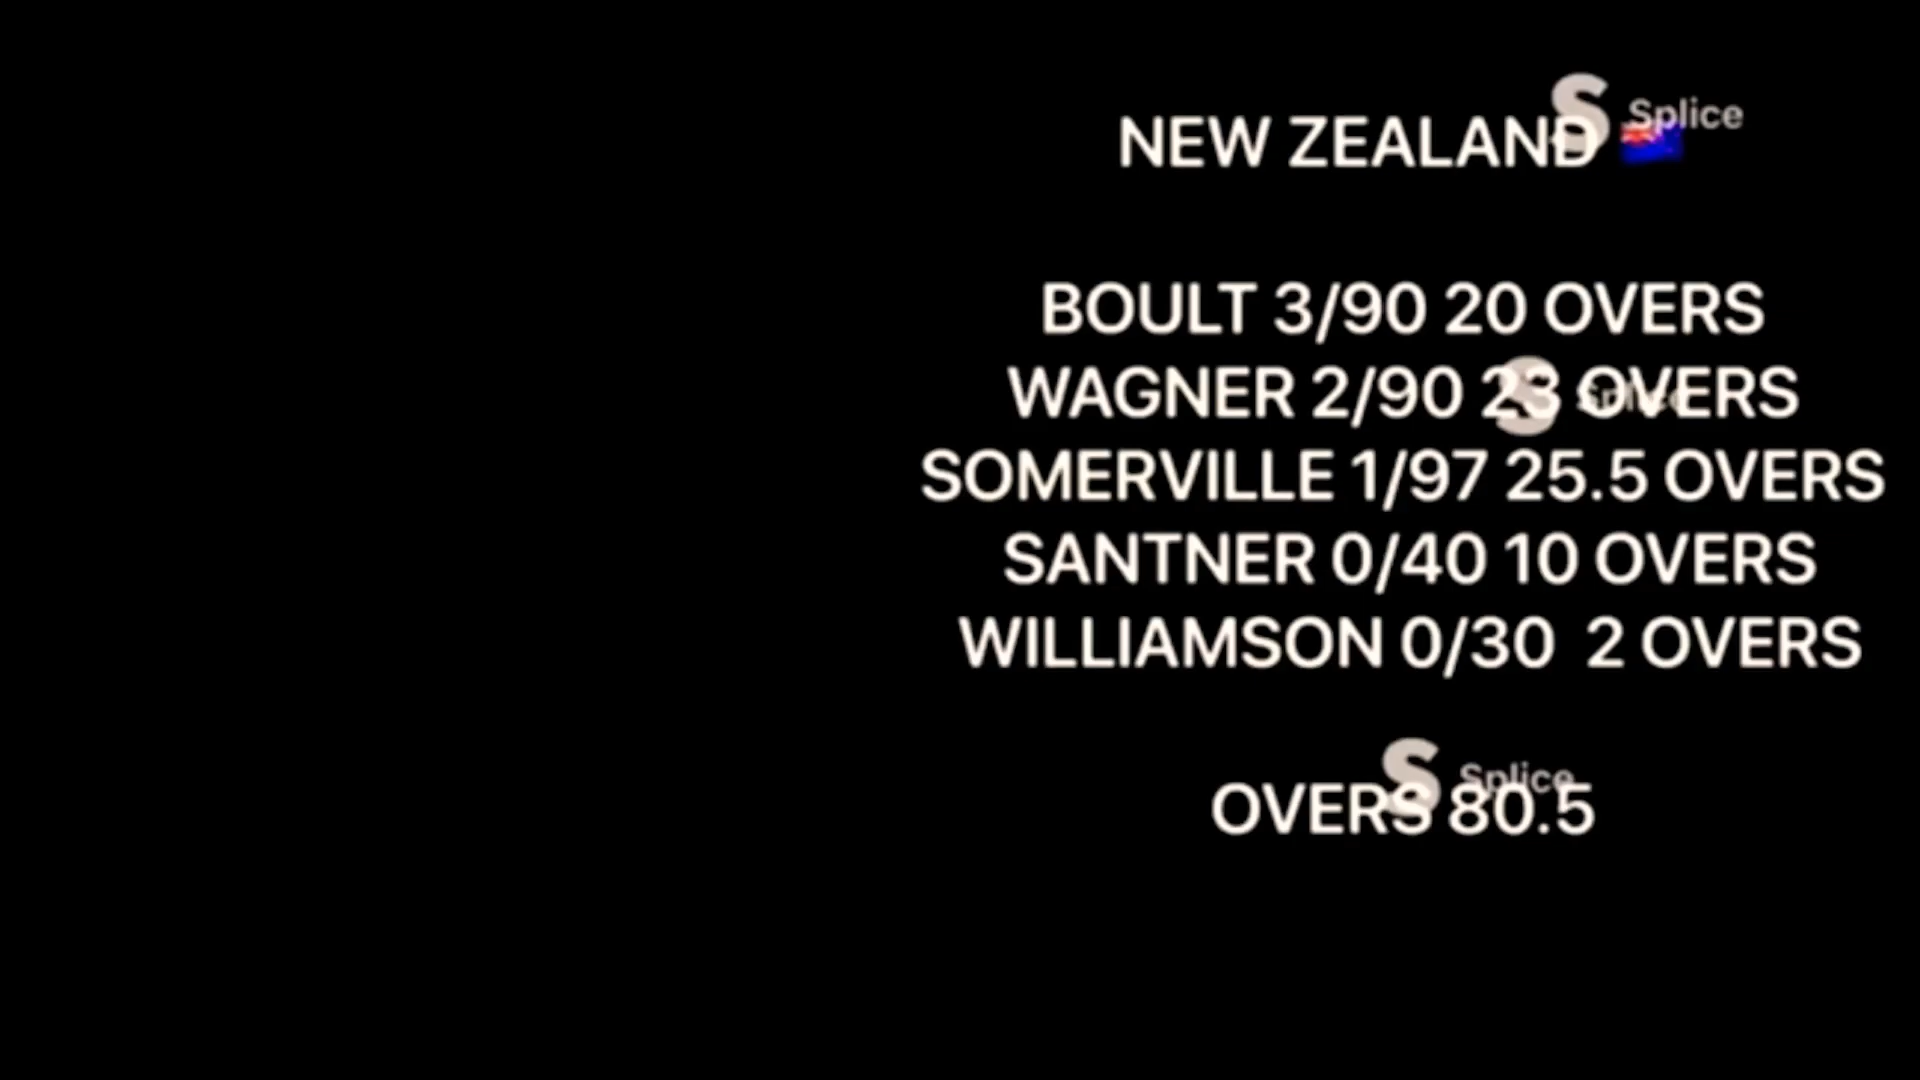 Splice
NEW ZEALAND 🇳🇿
BOULT 3/90 20 OVERS
WAGNER 2/90 23 OVERS
Splice
SOMERVILLE 1/97 25.5 OVERS
SANTNER 0/40 10 OVERS
WILLIAMSON 0/30 2 OVERS
Splice
OVERS 80.5